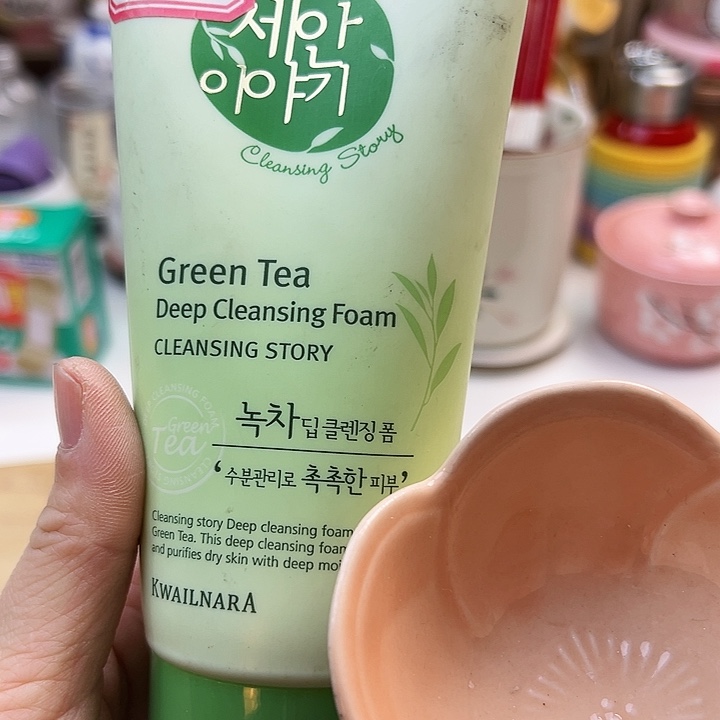 세안
이야기
Cleansing Story
Green Tea
Deep Cleansing Foam
CLEANSING STORY
녹차 딥 클렌징 폼
Green
Tea
CLEANSING FOAM
'수분관리로 촉촉한 피부'
Cleansing story Deep cleansing foam
Green Tea. This deep cleansing foam
and purifies dry skin with deep
KWAILNARA